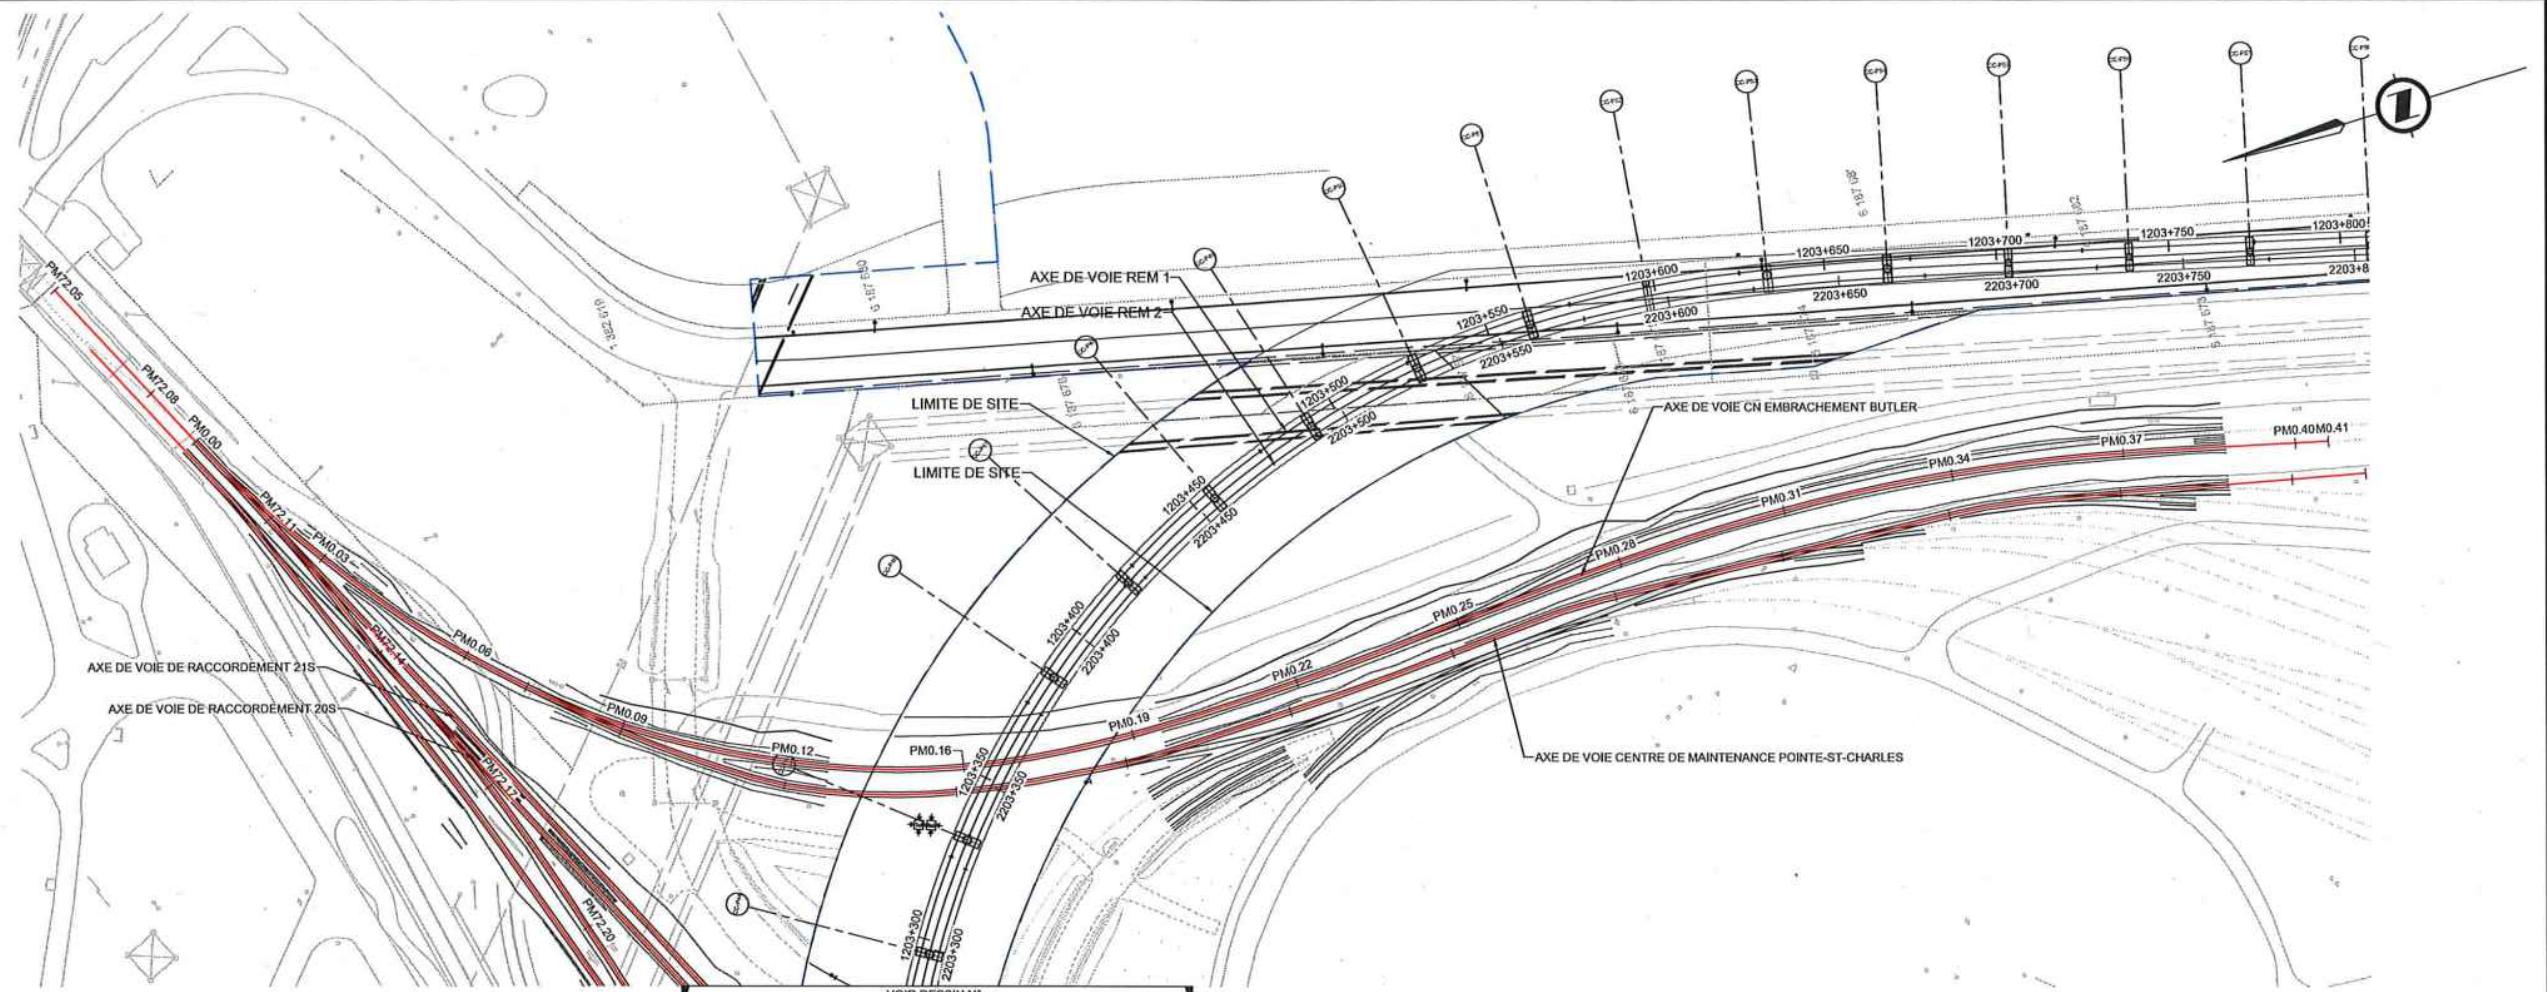 1203+800
1203+750
1203+700
1203+650
1203+600
2203+8
2203+750
2203+700
2203+650
2203+600
AXE DE VOIE REM 1
AXE DE VOIE REM 2
1203+550
2203+550
PM72.05
PM72.08
PM0.00
LIMITE DE SITE
1203+500
2203+500
AXE DE VOIE CN EMBRACHEMENT BUTLER
PM0.40M0.41
PM0.37
PM0.34
PM0.31
PM0.28
PM0.25
PM0.22
PM0.19
LIMITE DE SITE
1203+450
2203+450
PM72.11
PM0.03
PM0.06
PM72.14
1203+400
2203+400
AXE DE VOIE DE RACCORDEMENT 21S
AXE DE VOIE DE RACCORDEMENT 20S
PM0.09
PM0.12
PM0.16
1203+350
2203+350
AXE DE VOIE CENTRE DE MAINTENANCE POINTE-ST-CHARLES
PM72.17
PM72.20
1203+300
2203+300